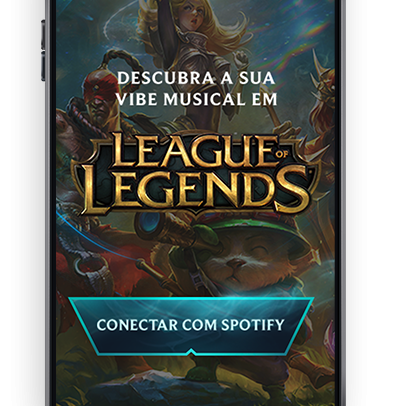 DESCUBRA A SUA
VIBE MUSICAL EM
LEAGUE OF
LEGENDS
CONECTAR COM SPOTIFY